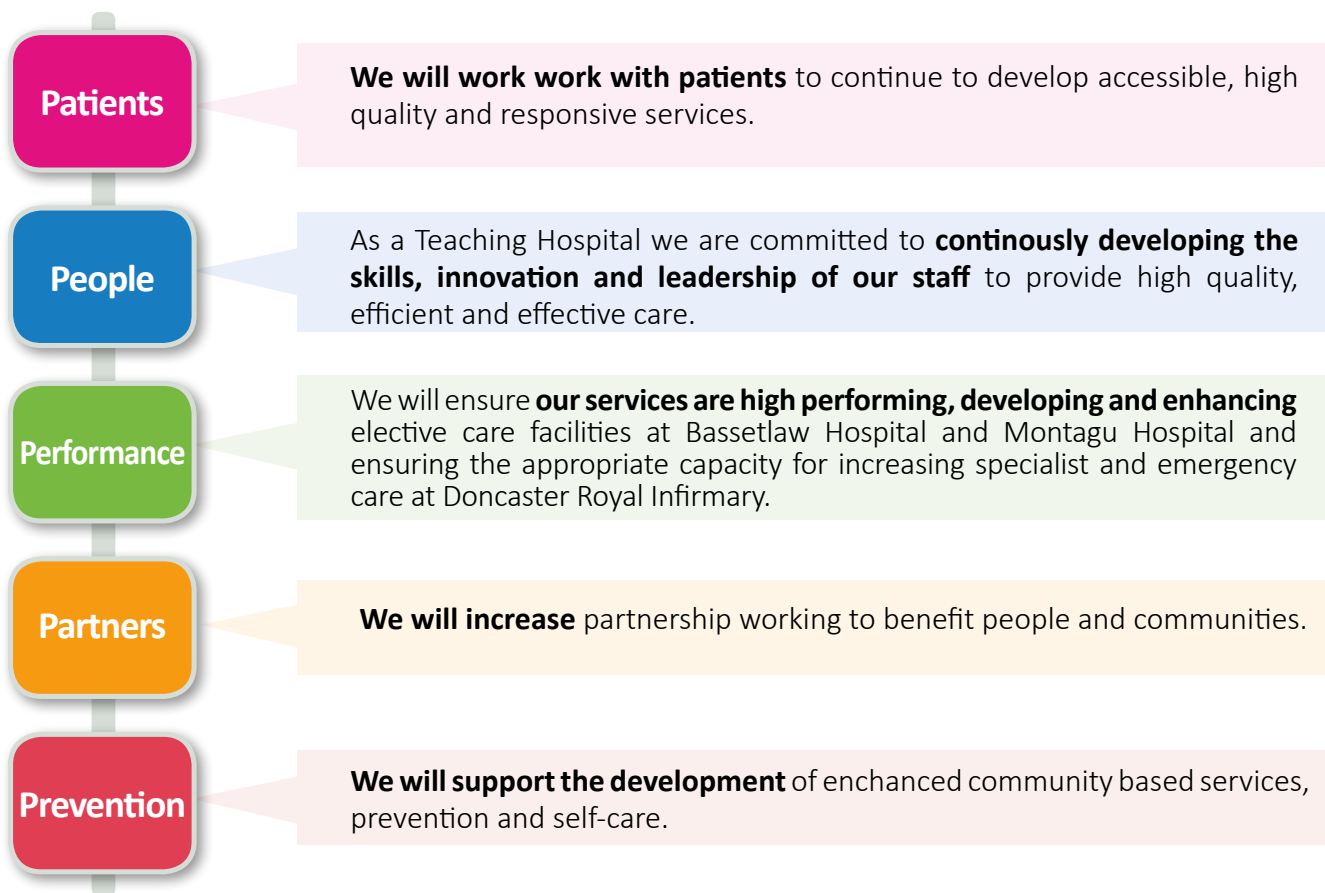 Patients
We will work work with patients to continue to develop accessible, high
quality and responsive services.
People
As a Teaching Hospital we are committed to continously developing the
skills, innovation and leadership of our staff to provide high quality,
efficient and effective care.
Performance
We will ensure our services are high performing, developing and enhancing
elective care facilities at Bassetlaw Hospital and Montagu Hospital and
ensuring the appropriate capacity for increasing specialist and emergency
care at Doncaster Royal Infirmary.
Partners
We will increase partnership working to benefit people and communities.
Prevention
We will support the development of enchanced community based services,
prevention and self-care.